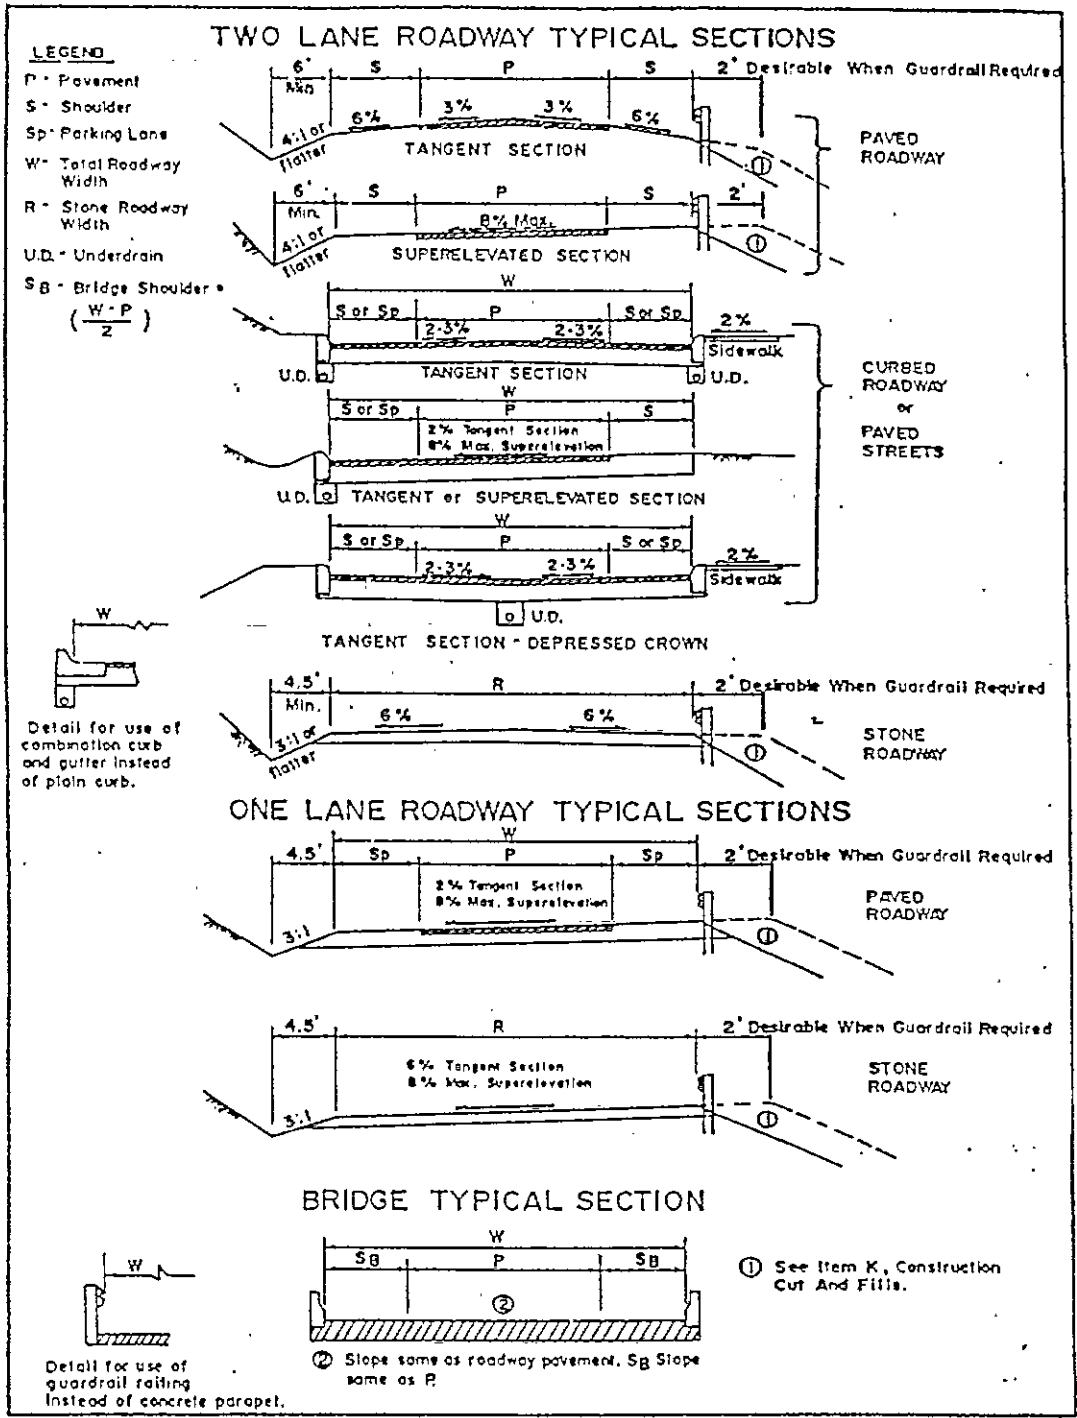 TWO LANE ROADWAY TYPICAL SECTIONS
LEGEND
P - Pavement
S - Shoulder
Sp - Parking Lane
W - Total Roadway
Width
R - Stone Roadway
Width
U.D. - Underdrain
SB - Bridge Shoulder =
( W - P
2 )
6' S P S 2' Desirable When Guardrail Required
Min
6% 3% 3% 6%
4:1 or
flatter
TANGENT SECTION
①
PAVED
ROADWAY
6' S P S 2'
Min.
8% Max.
4:1 or
flatter
SUPERELEVATED SECTION
①
W
S or Sp P S or Sp
2-3% 2-3% 2%
Sidewalk
U.D. TANGENT SECTION U.D.
CURBED
ROADWAY
or
PAVED
STREETS
W
S or Sp P S
2% Tangent Section
8% Max. Superelevation
U.D. TANGENT or SUPERELEVATED SECTION
W
S or Sp P S or Sp
2-3% 2-3% 2%
Sidewalk
U.D.
TANGENT SECTION - DEPRESSED CROWN
W
Detail for use of
combination curb
and gutter instead
of plain curb.
4.5' R 2' Desirable When Guardrail Required
Min.
6% 6%
3:1 or
flatter
①
STONE
ROADWAY
ONE LANE ROADWAY TYPICAL SECTIONS
W
4.5' Sp P Sp 2' Desirable When Guardrail Required
2% Tangent Section
8% Max. Superelevation
3:1
①
PAVED
ROADWAY
4.5' R 2' Desirable When Guardrail Required
6% Tangent Section
8% Max. Superelevation
3:1
①
STONE
ROADWAY
BRIDGE TYPICAL SECTION
W
SB P SB
②
② Slope same as roadway pavement. SB Slope
same as P.
① See Item K, Construction
Cut And Fills.
W
Detail for use of
guardrail railing
instead of concrete parapet.